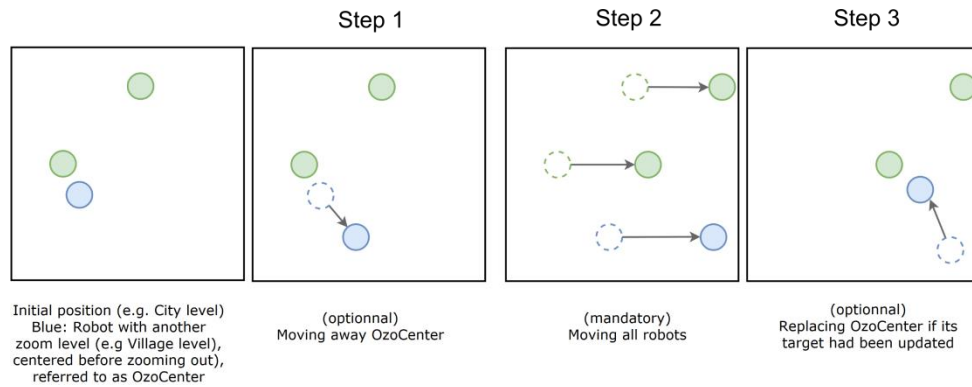 Step 1
Step 2
Step 3
Initial position (e.g. City level)
Blue: Robot with another
zoom level (e.g Village level),
centered before zooming out),
referred to as OzoCenter
(optionnal)
Moving away OzoCenter
(mandatory)
Moving all robots
(optionnal)
Replacing OzoCenter if its
target had been updated